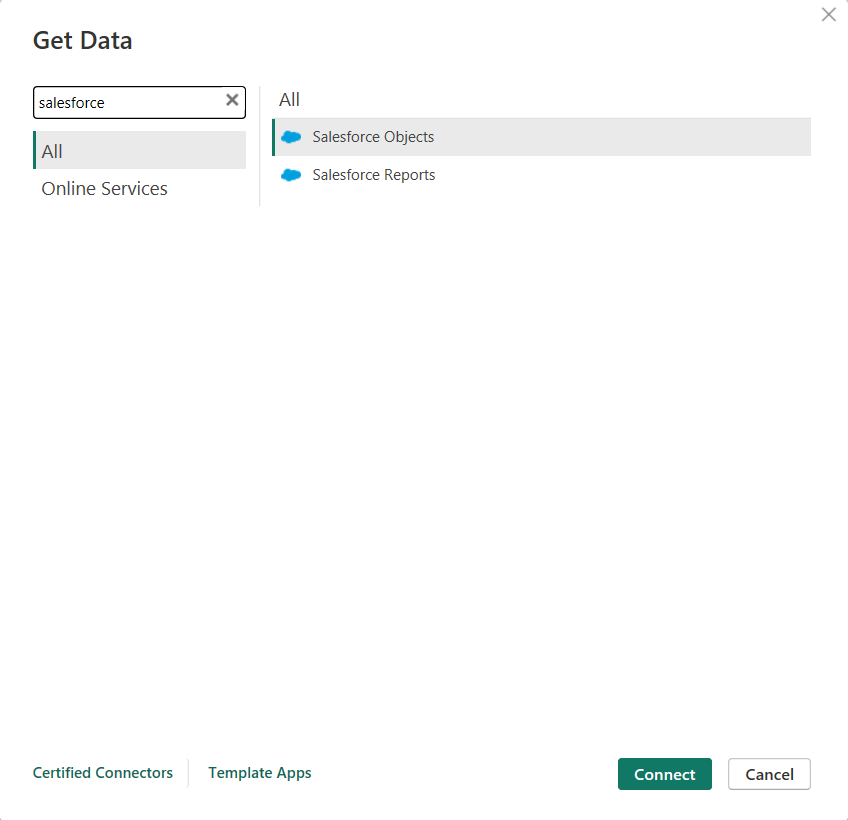 Get Data
salesforce
All
Online Services
All
Salesforce Objects
Salesforce Reports
Certified Connectors
Template Apps
Connect
Cancel